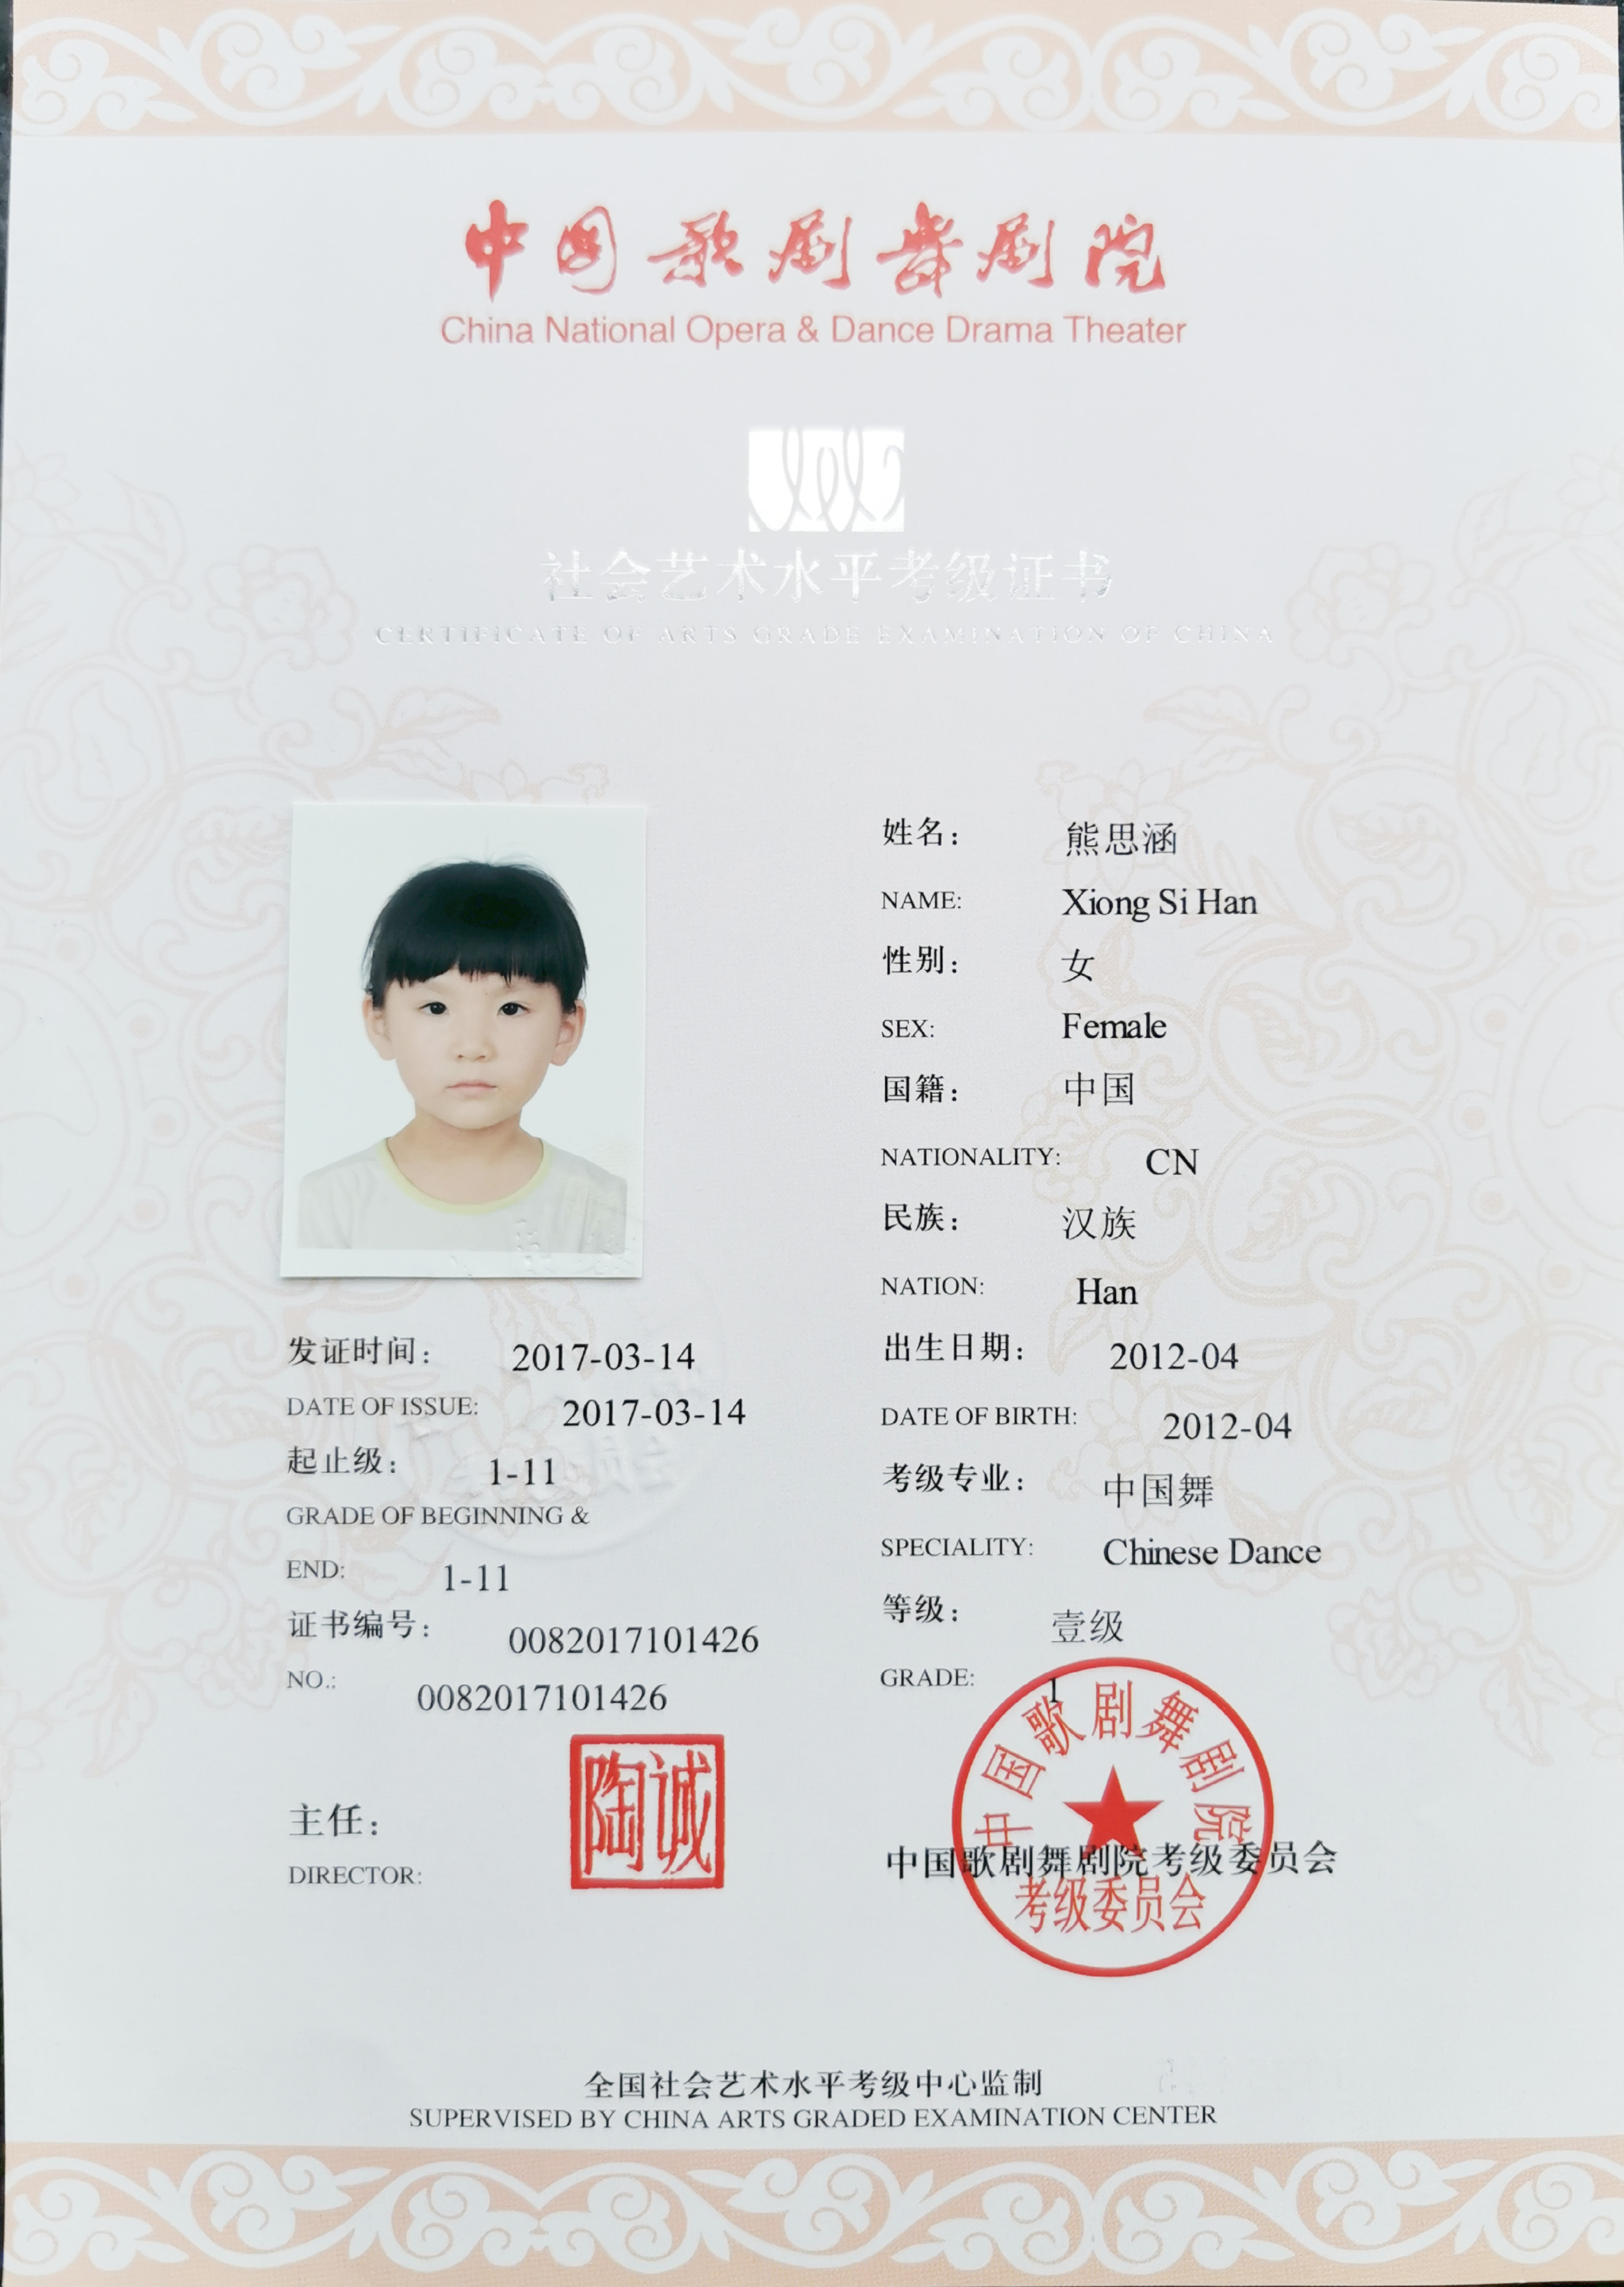 中国歌剧舞剧院
China National Opera & Dance Drama Theater
社会艺术水平考级证书
CERTIFICATE OF ARTS GRADE EXAMINATION OF CHINA
姓名： 熊思涵
NAME: Xiong Si Han
性别： 女
SEX: Female
国籍： 中国
NATIONALITY: CN
民族： 汉族
NATION: Han
出生日期： 2012-04
DATE OF BIRTH: 2012-04
考级专业： 中国舞
SPECIALITY: Chinese Dance
等级： 壹级
GRADE: 1
发证时间： 2017-03-14
DATE OF ISSUE: 2017-03-14
起止级： 1-11
GRADE OF BEGINNING &
END: 1-11
证书编号： 0082017101426
NO.: 0082017101426
主任：
DIRECTOR:
陶诚
中国歌剧舞剧院
中国歌剧舞剧院考级委员会
考级委员会
全国社会艺术水平考级中心监制
SUPERVISED BY CHINA ARTS GRADED EXAMINATION CENTER